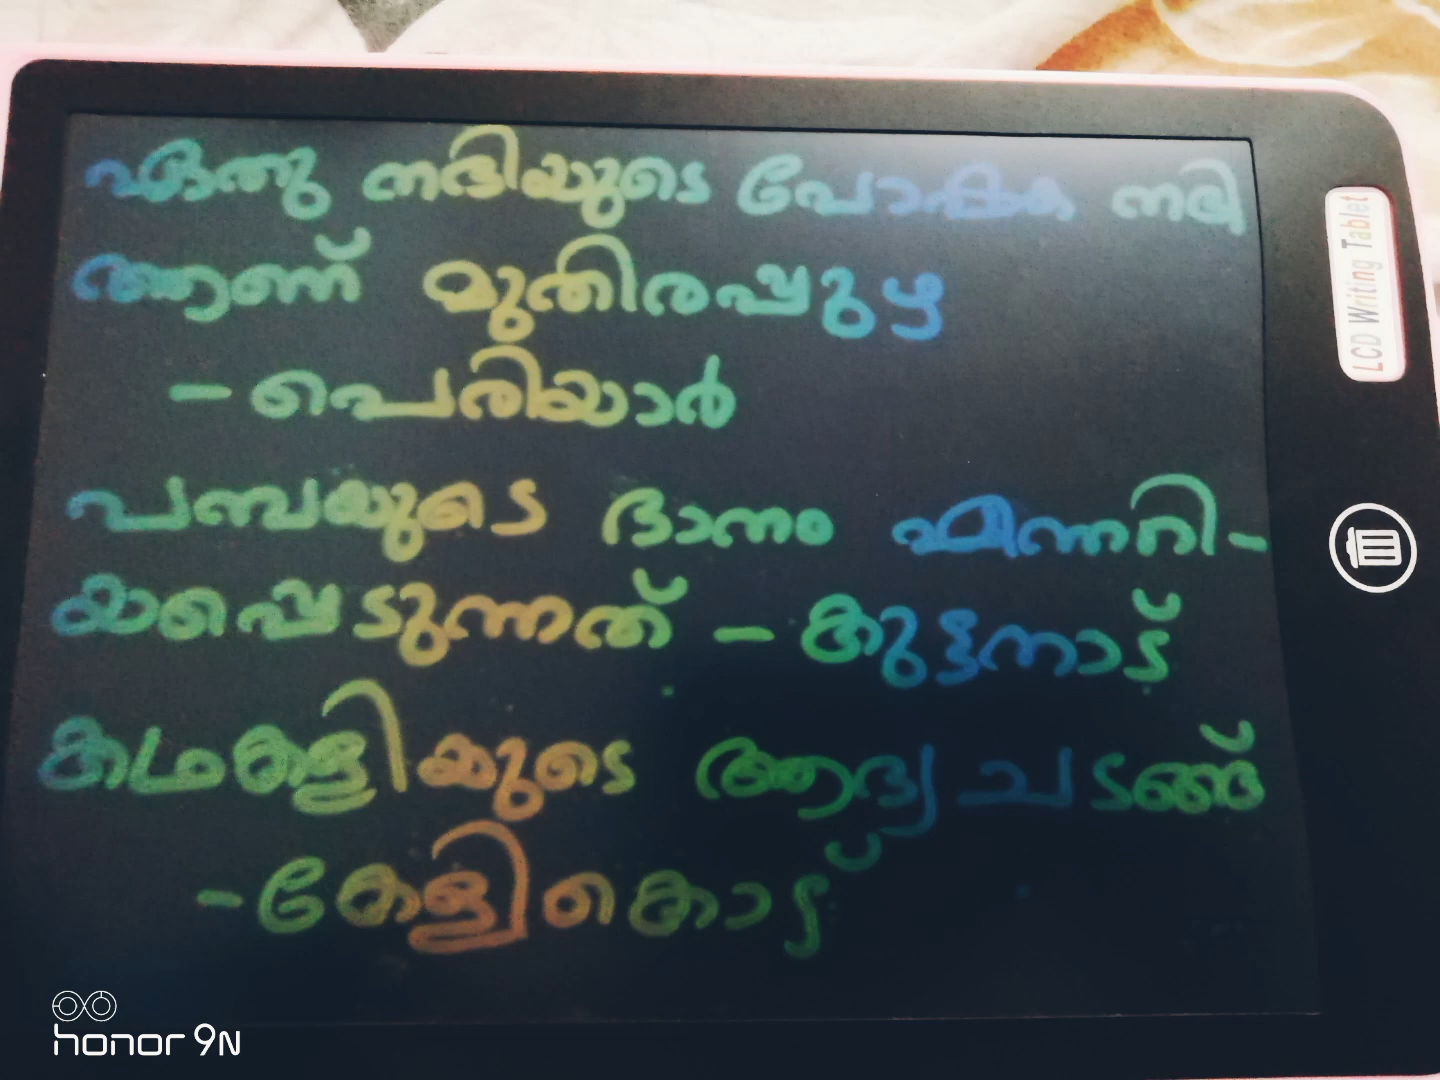 ഏതു നദിയുടെ പോഷക നദി
ആണ് മുതിരപ്പുഴ
- പെരിയാർ
പമ്പയുടെ ദാനം എന്നറി-
യപ്പെടുന്നത് - കുട്ടനാട്
കഥകളിയുടെ ആദ്യ ചടങ്ങ്
- കേളികൊട്ട്
LCD Writing Tablet
honor 9N